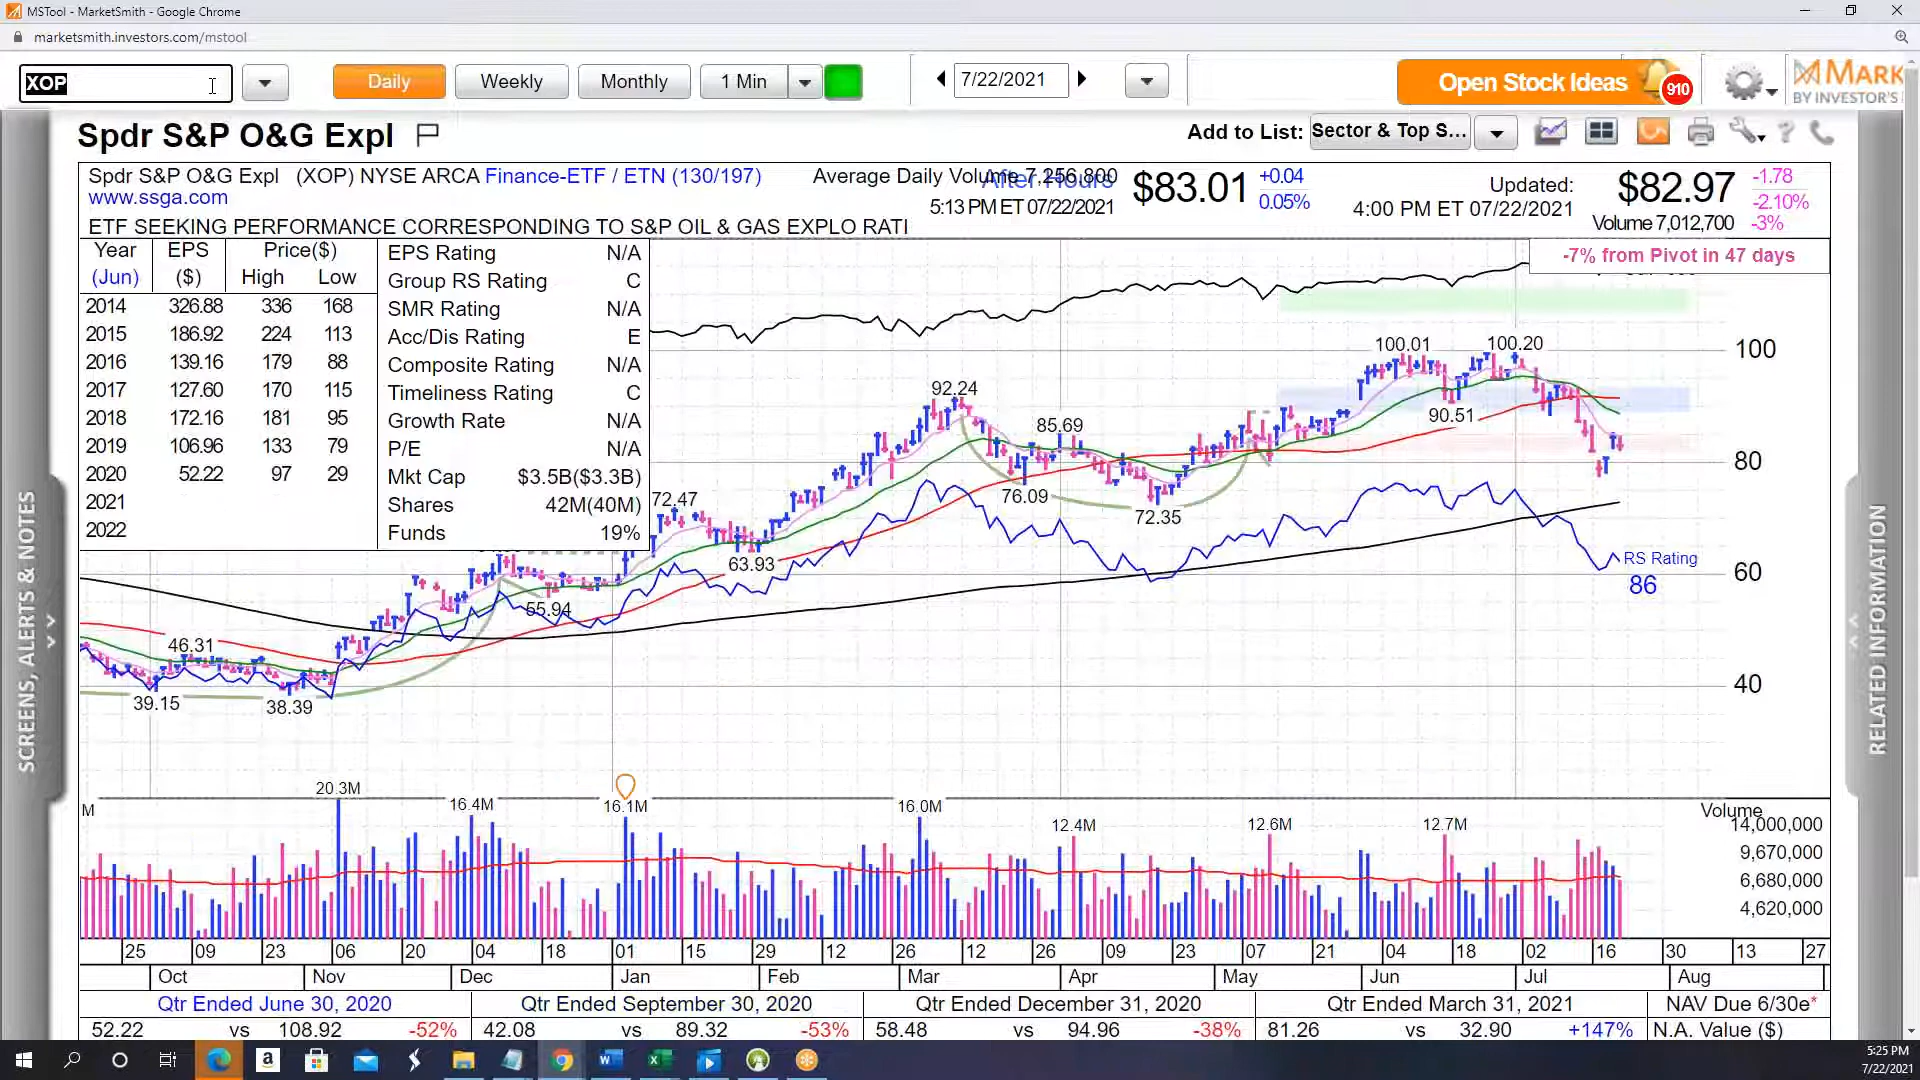 MSTool - MarketSmith - Google Chrome
marketsmith.investors.com/mstool
XOP
Daily
Weekly
Monthly
1 Min
7/22/2021
Open Stock Ideas
910
MARK
BY INVESTOR'S
Spdr S&P O&G Expl
Add to List:
Sector & Top S...
Spdr S&P O&G Expl (XOP) NYSE ARCA Finance-ETF / ETN (130/197)
Average Daily Volume 7,256,800
After Hours
$83.01
+0.04
0.05%
Updated:
$82.97
-1.78
-2.10%
-3%
www.ssga.com
5:13 PM ET 07/22/2021
4:00 PM ET 07/22/2021
Volume 7,012,700
ETF SEEKING PERFORMANCE CORRESPONDING TO S&P OIL & GAS EXPLO RATI
-7% from Pivot in 47 days
Year EPS Price($)
(Jun) ($) High Low
2014 326.88 336 168
2015 186.92 224 113
2016 139.16 179 88
2017 127.60 170 115
2018 172.16 181 95
2019 106.96 133 79
2020 52.22 97 29
2021
2022
EPS Rating N/A
Group RS Rating C
SMR Rating N/A
Acc/Dis Rating E
Composite Rating N/A
Timeliness Rating C
Growth Rate N/A
P/E N/A
Mkt Cap $3.5B($3.3B)
Shares 42M(40M)
Funds 19%
100.01
100.20
100
92.24
85.69
90.51
80
76.09
72.47
72.35
63.93
RS Rating
86
60
55.94
46.31
39.15
38.39
40
SCREENS, ALERTS & NOTES
RELATED INFORMATION
M
20.3M
16.4M
16.1M
16.0M
12.4M
12.6M
12.7M
Volume
14,000,000
9,670,000
6,680,000
4,620,000
25 09 23 06 20 04 18 01 15 29 12 26 12 26 09 23 07 21 04 18 02 16 30 13 27
Oct Nov Dec Jan Feb Mar Apr May Jun Jul Aug
Qtr Ended June 30, 2020
Qtr Ended September 30, 2020
Qtr Ended December 31, 2020
Qtr Ended March 31, 2021
NAV Due 6/30e*
52.22 vs 108.92 -52%
42.08 vs 89.32 -53%
58.48 vs 94.96 -38%
81.26 vs 32.90 +147%
N.A. Value ($)
5:25 PM
7/22/2021